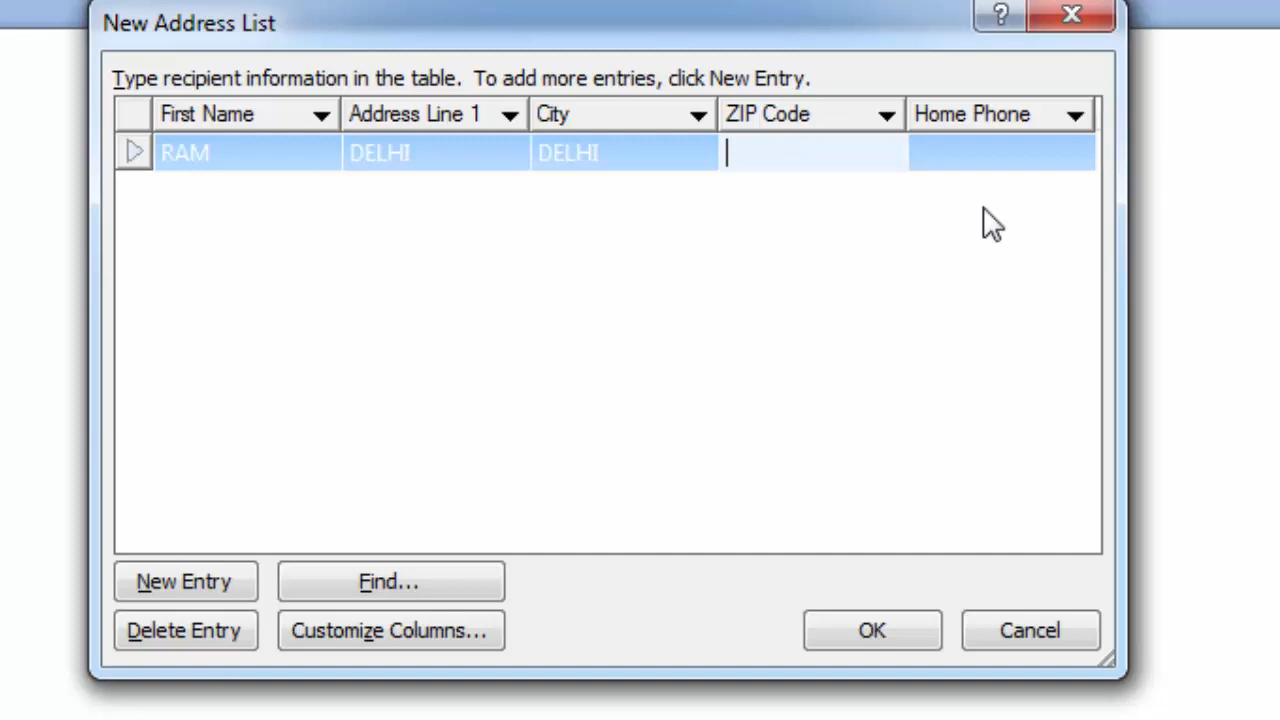 New Address List
Type recipient information in the table. To add more entries, click New Entry.
First Name Address Line 1 City ZIP Code Home Phone
RAM DELHI DELHI
New Entry Find...
Delete Entry Customize Columns... OK Cancel